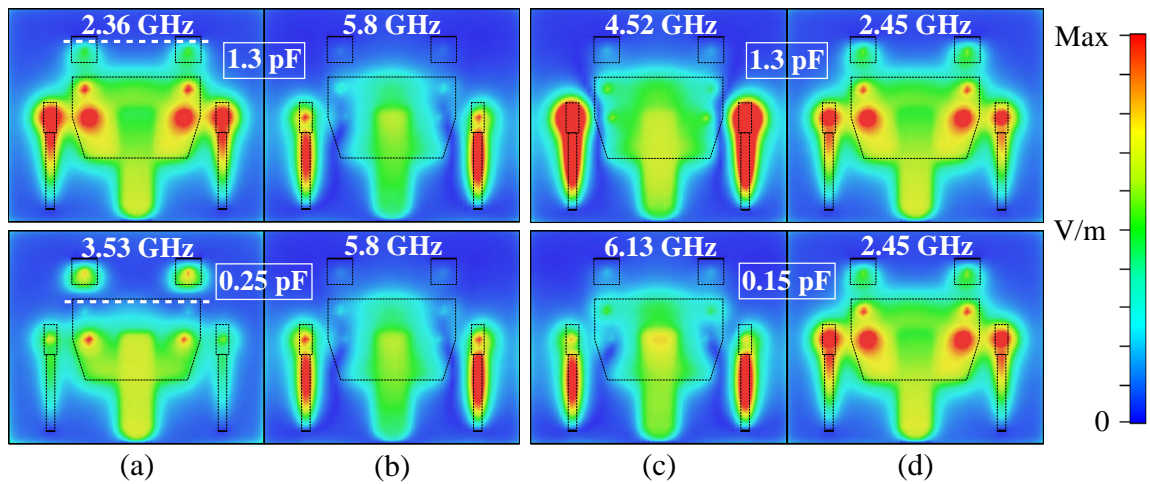 2.36 GHz
5.8 GHz
4.52 GHz
2.45 GHz
1.3 pF
1.3 pF
3.53 GHz
5.8 GHz
6.13 GHz
2.45 GHz
0.25 pF
0.15 pF
(a)
(b)
(c)
(d)
Max
V/m
0